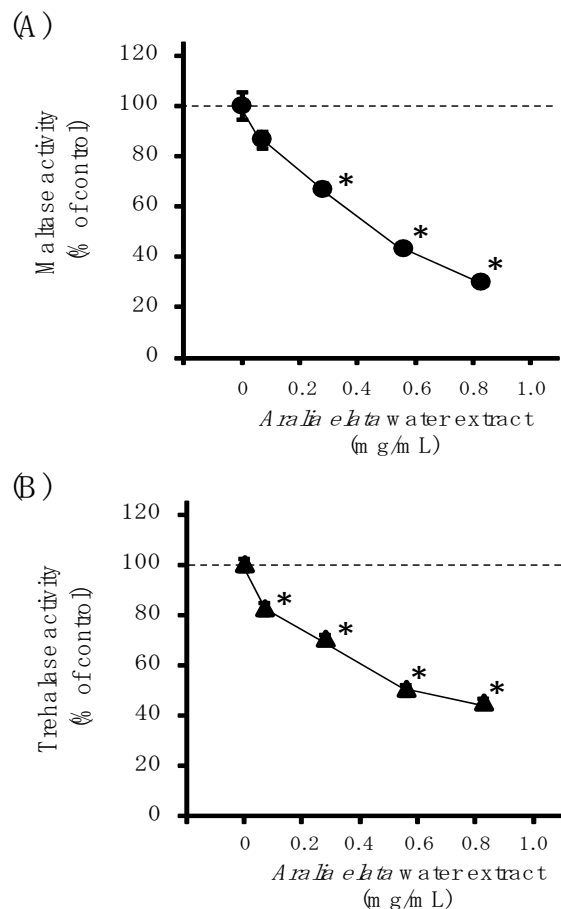 (A)
120
100
80
60
40
20
0
Maltase activity
(% of control)
*
*
*
0 0.2 0.4 0.6 0.8 1.0
Aralia elata water extract
(mg/mL)
(B)
120
100
80
60
40
20
0
Trehalase activity
(% of control)
*
*
*
*
0 0.2 0.4 0.6 0.8 1.0
Aralia elata water extract
(mg/mL)